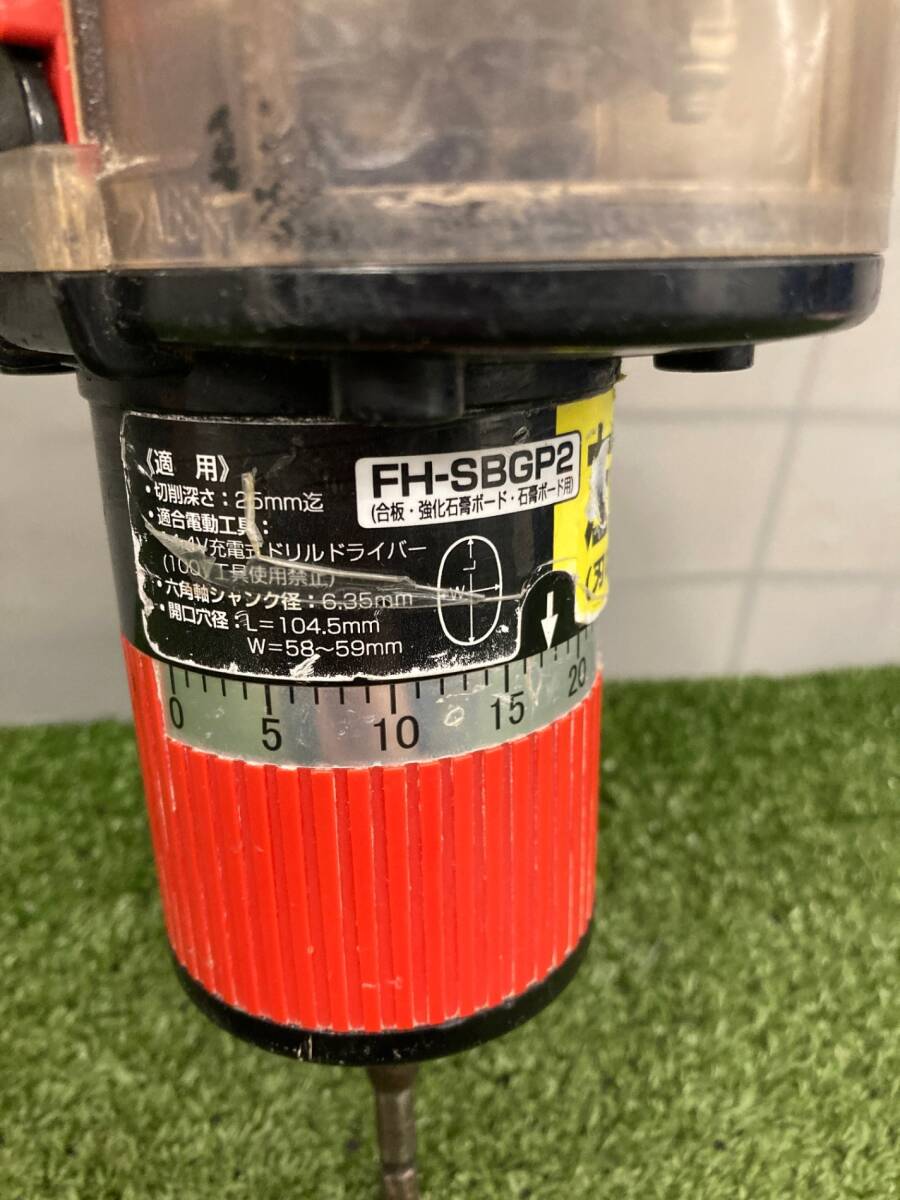 《適 用》
・切削深さ：25mm迄
・適合電動工具：
14.4V充電式ドリルドライバー
(100V工具使用禁止)
・六角軸シャンク径：6.35mm
・開口穴径：L=104.5mm
W=58～59mm
FH-SBGP2
(合板・強化石膏ボード・石膏ボード用)
L
W
(刃
0 5 10 15 20